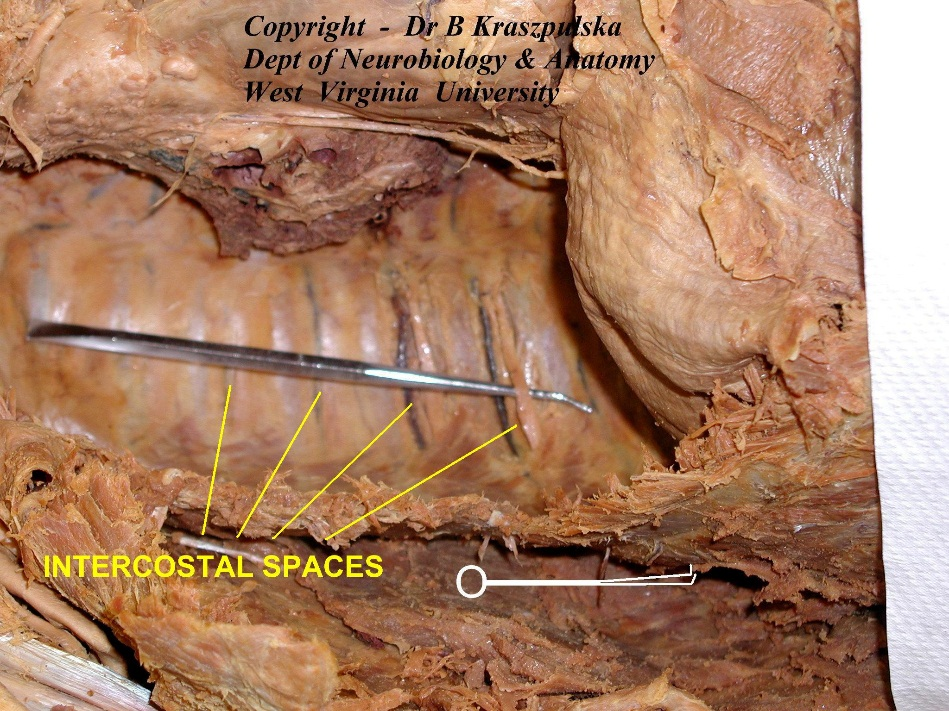 Copyright - Dr B Kraszpulska
Dept of Neurobiology & Anatomy
West Virginia University
INTERCOSTAL SPACES